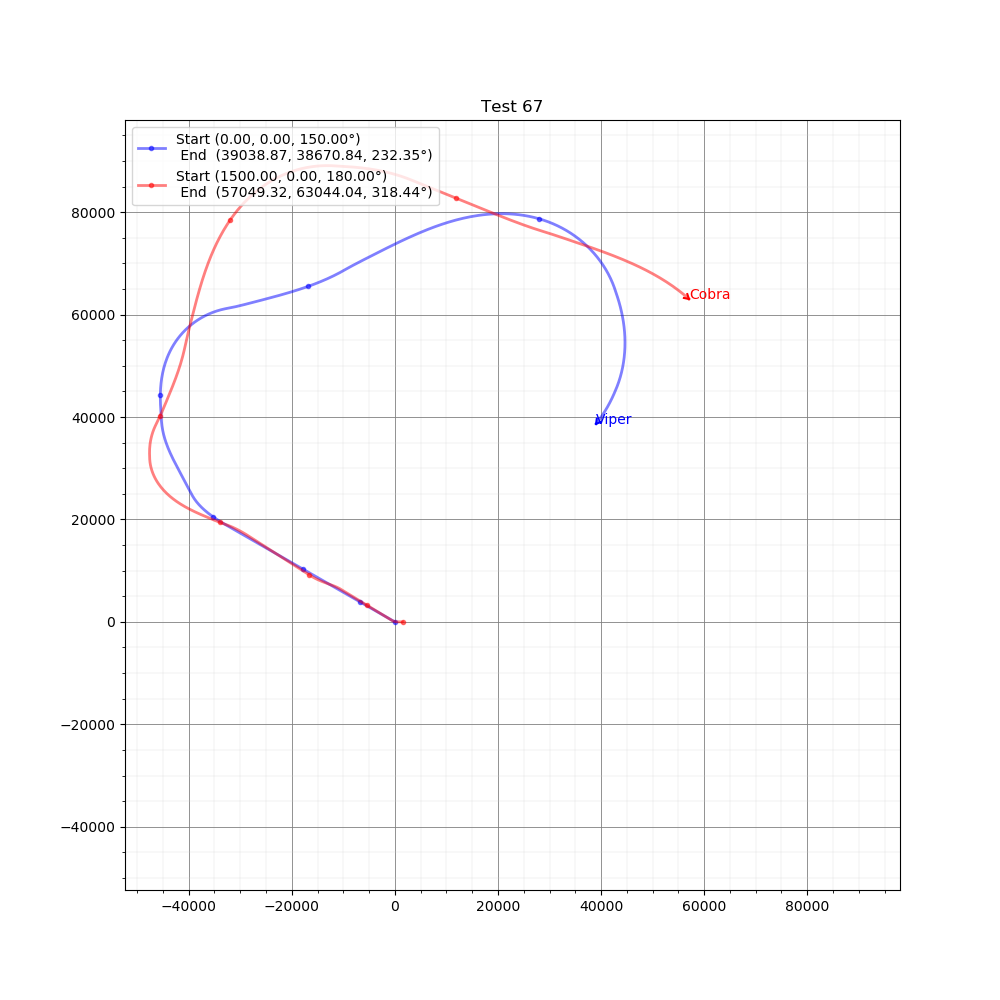 Test 67
Start (0.00, 0.00, 150.00°)
End (39038.87, 38670.84, 232.35°)
Start (1500.00, 0.00, 180.00°)
End (57049.32, 63044.04, 318.44°)
80000
60000
40000
20000
0
−20000
−40000
Cobra
Viper
−40000 −20000 0 20000 40000 60000 80000